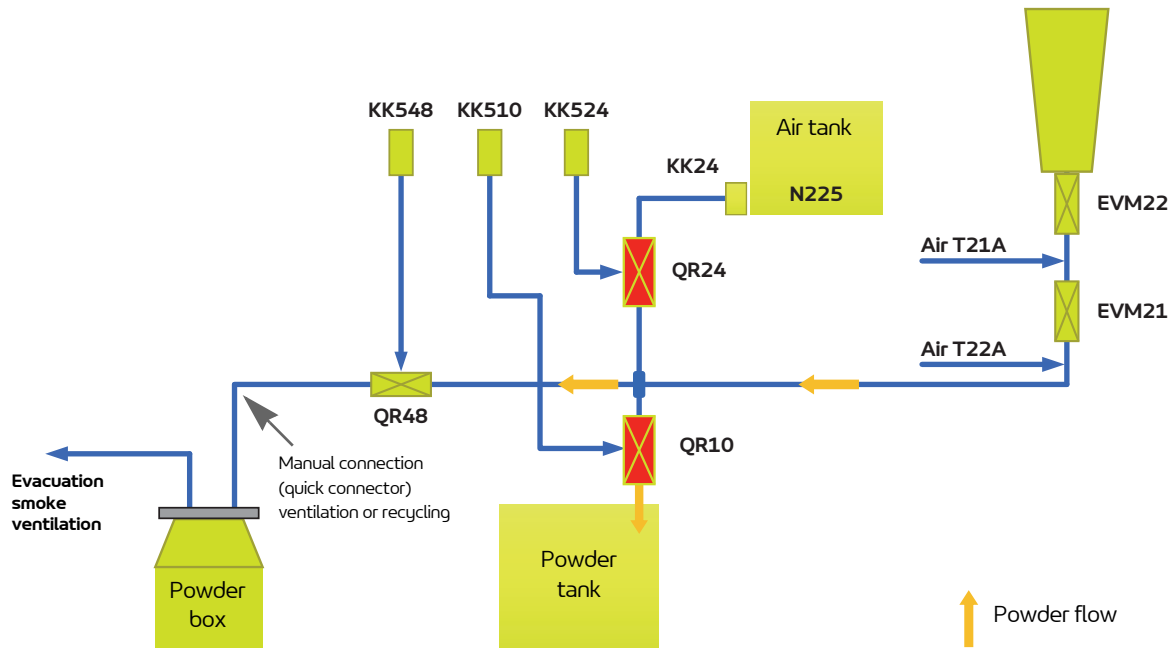 KK548
KK510
KK524
Air tank
KK24
N225
EVM22
Air T21A
QR24
EVM21
Air T22A
QR48
QR10
Manual connection
(quick connector)
ventilation or recycling
Evacuation
smoke
ventilation
Powder
tank
Powder
box
Powder flow